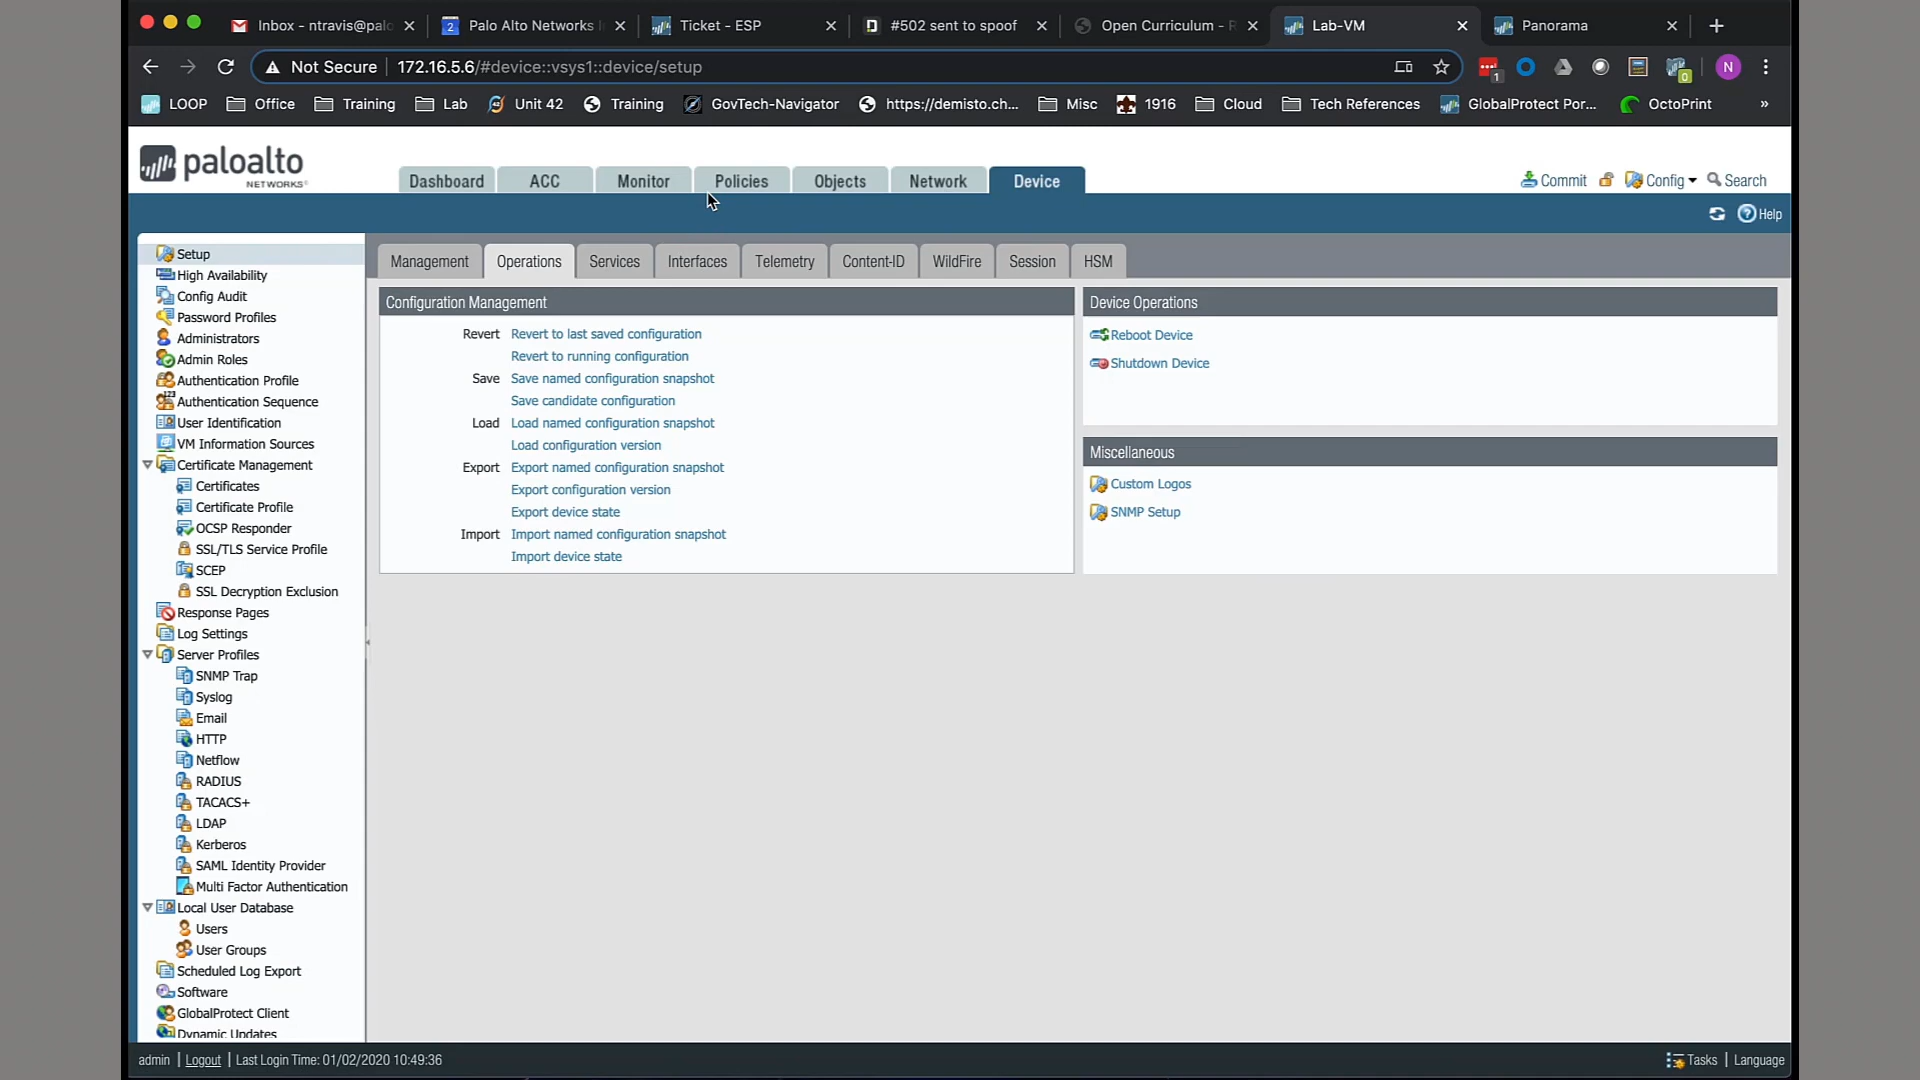 Inbox - ntravis@palo
2 Palo Alto Networks I
Ticket - ESP
#502 sent to spoof
Open Curriculum - R
Lab-VM
Panorama
Not Secure 172.16.5.6/#device::vsys1::device/setup
1 0 N
LOOP Office Training Lab Unit 42 Training GovTech-Navigator https://demisto.ch... Misc 1916 Cloud Tech References GlobalProtect Por... OctoPrint »
paloalto
NETWORKS
Dashboard ACC Monitor Policies Objects Network Device
Commit Config Search
Help
Setup
High Availability
Config Audit
Password Profiles
Administrators
Admin Roles
Authentication Profile
Authentication Sequence
User Identification
VM Information Sources
Certificate Management
Certificates
Certificate Profile
OCSP Responder
SSL/TLS Service Profile
SCEP
SSL Decryption Exclusion
Response Pages
Log Settings
Server Profiles
SNMP Trap
Syslog
Email
HTTP
Netflow
RADIUS
TACACS+
LDAP
Kerberos
SAML Identity Provider
Multi Factor Authentication
Local User Database
Users
User Groups
Scheduled Log Export
Software
GlobalProtect Client
Dynamic Updates
Management Operations Services Interfaces Telemetry Content-ID WildFire Session HSM
Configuration Management
Revert Revert to last saved configuration
Revert to running configuration
Save Save named configuration snapshot
Save candidate configuration
Load Load named configuration snapshot
Load configuration version
Export Export named configuration snapshot
Export configuration version
Export device state
Import Import named configuration snapshot
Import device state
Device Operations
Reboot Device
Shutdown Device
Miscellaneous
Custom Logos
SNMP Setup
admin | Logout | Last Login Time: 01/02/2020 10:49:36
Tasks | Language